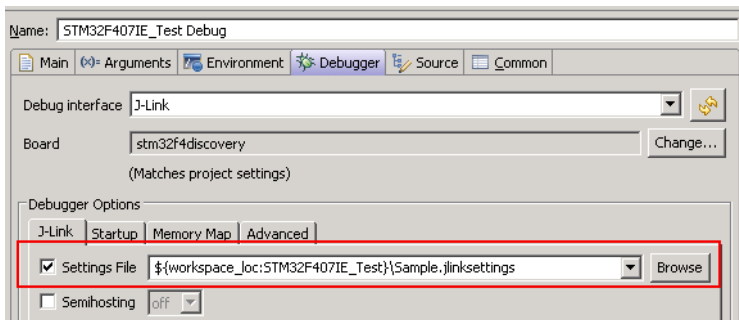 Name: STM32F407IE_Test Debug
Main (x)= Arguments Environment Debugger Source Common
Debug interface J-Link
Board stm32f4discovery Change...
(Matches project settings)
Debugger Options
J-Link Startup Memory Map Advanced
Settings File ${workspace_loc:STM32F407IE_Test}\Sample.jlinksettings Browse
Semihosting off